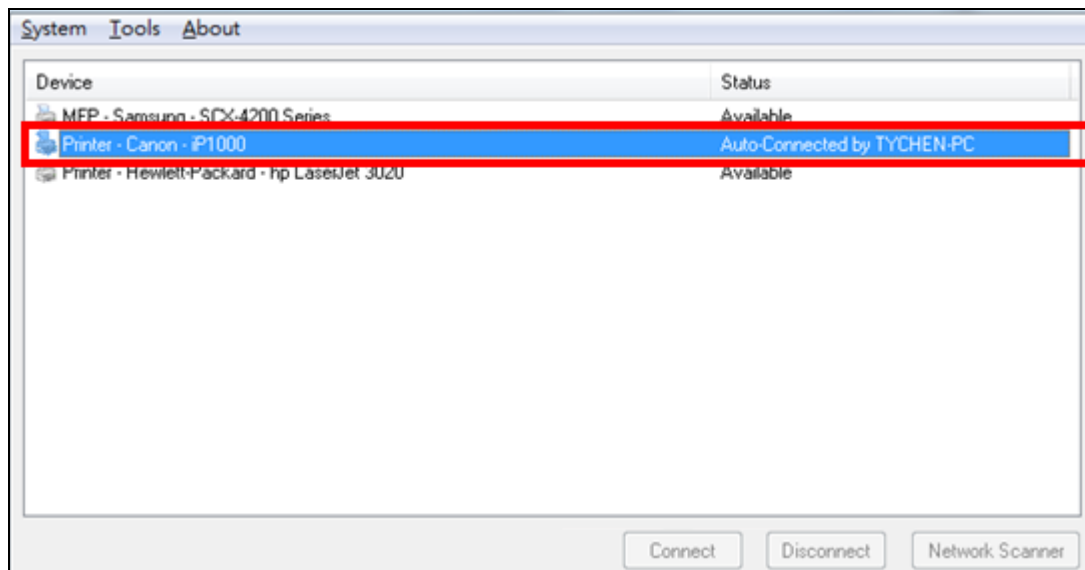 System Tools About
Device Status
MFP - Samsung - SCX-4200 Series Available
Printer - Canon - iP1000 Auto-Connected by TYCHEN-PC
Printer - Hewlett-Packard - hp LaserJet 3020 Available
Connect Disconnect Network Scanner